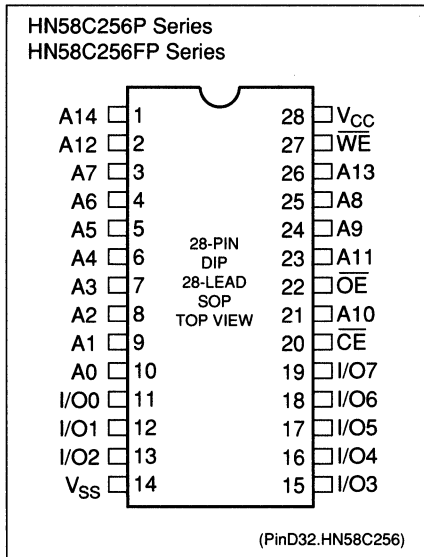 HN58C256P Series
HN58C256FP Series
A14 1 28 VCC
A12 2 27 W̅E̅
A7 3 26 A13
A6 4 25 A8
A5 5 24 A9
A4 6 23 A11
A3 7 22 O̅E̅
A2 8 21 A10
A1 9 20 C̅E̅
A0 10 19 I/O7
I/O0 11 18 I/O6
I/O1 12 17 I/O5
I/O2 13 16 I/O4
VSS 14 15 I/O3
28-PIN
DIP
28-LEAD
SOP
TOP VIEW
(PinD32.HN58C256)